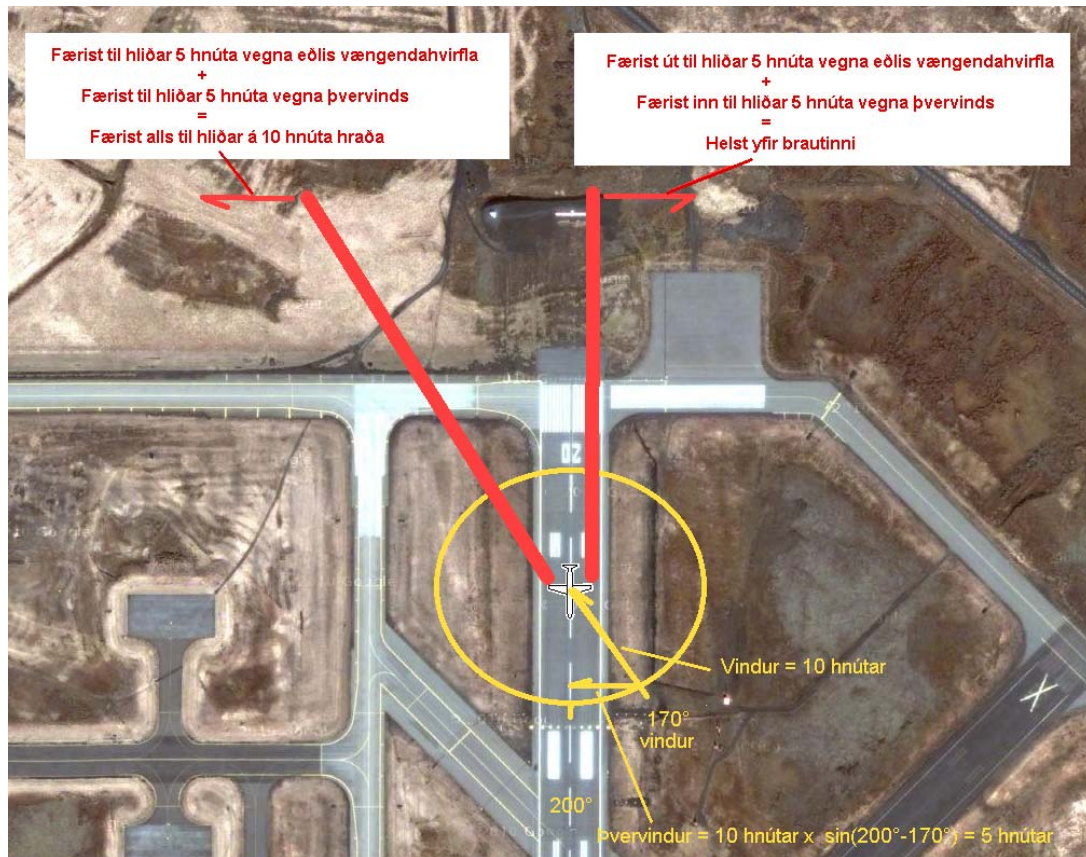 Færist til hliðar 5 hnúta vegna eðlis vængendahvirfla
+
Færist til hliðar 5 hnúta vegna þvervinds
=
Færist alls til hliðar á 10 hnúta hraða
Færist út til hliðar 5 hnúta vegna eðlis vængendahvirfla
+
Færist inn til hliðar 5 hnúta vegna þvervinds
=
Helst yfir brautinni
20
Vindur = 10 hnútar
170°
vindur
200°
Þvervindur = 10 hnútar x sin(200°-170°) = 5 hnútar